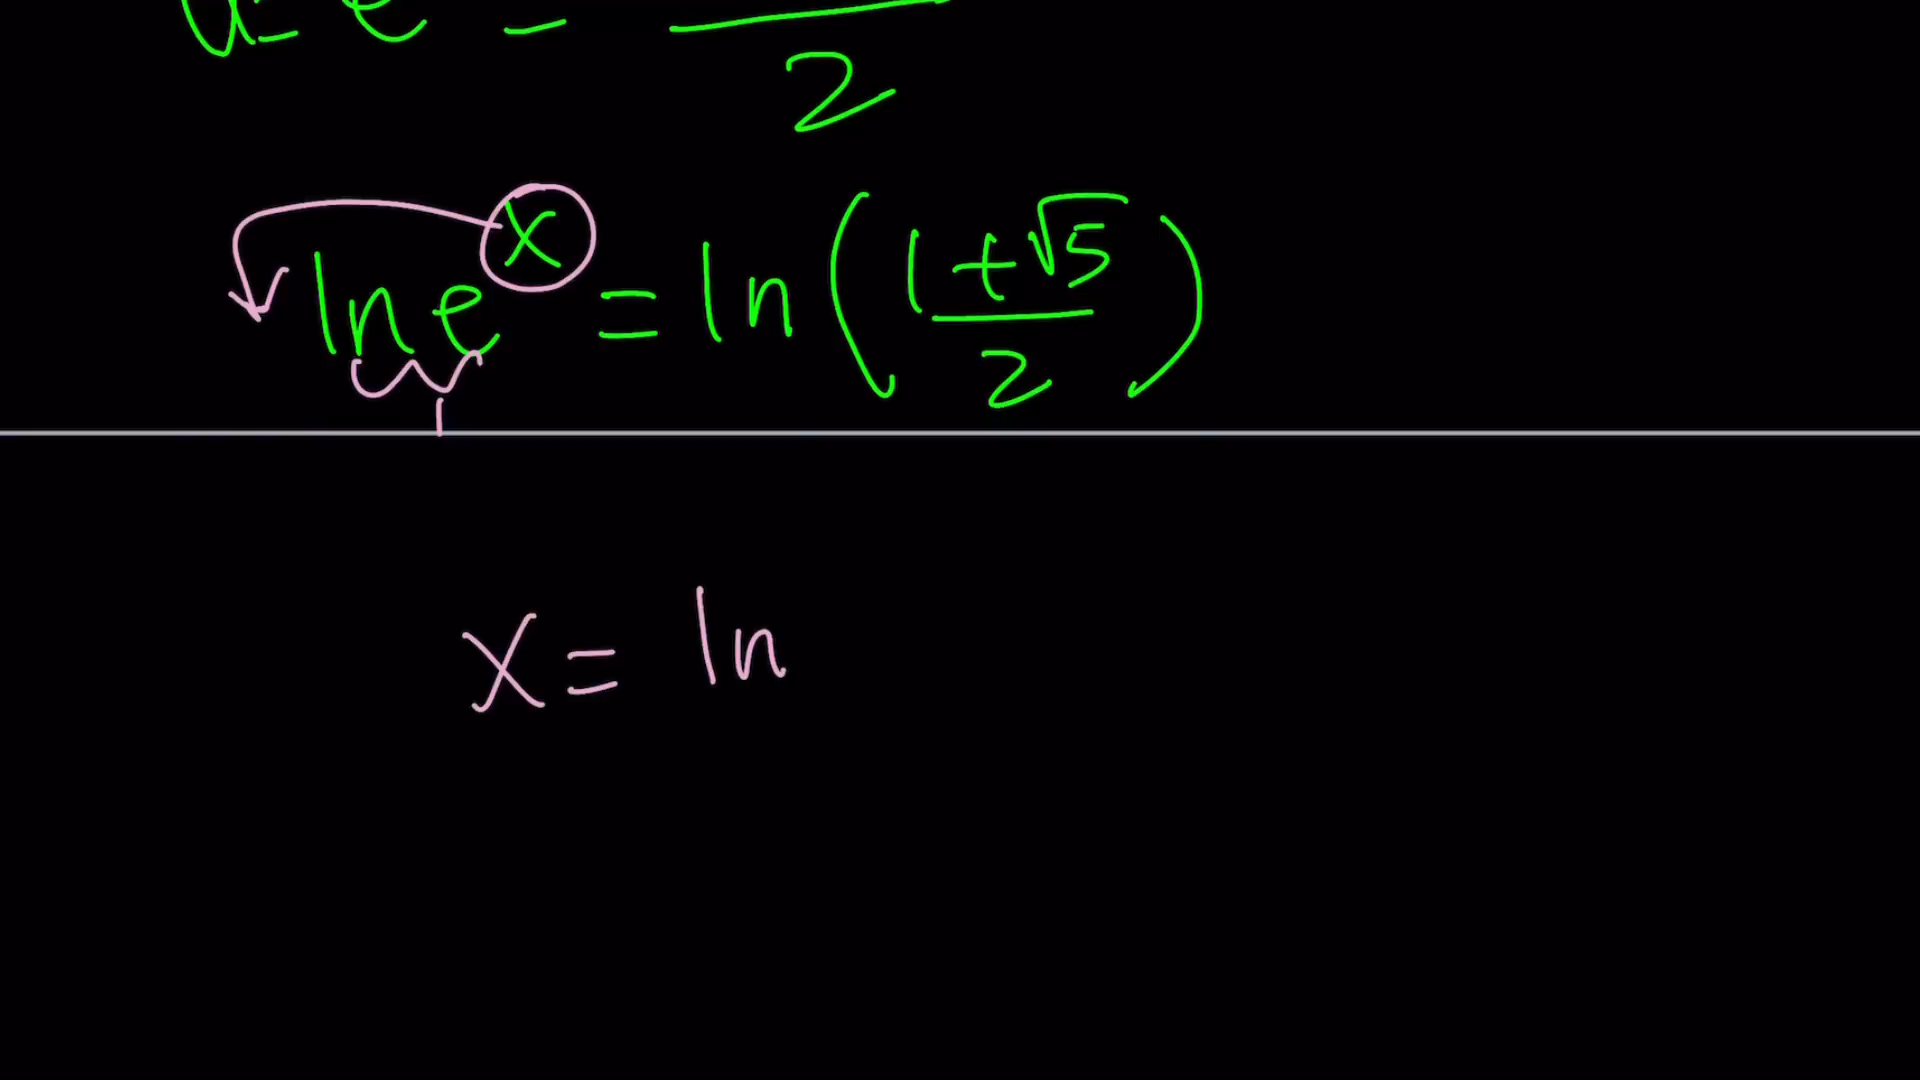 u = e = ─ / 2
ln e^x = ln((1+√5)/2)
1
x = ln